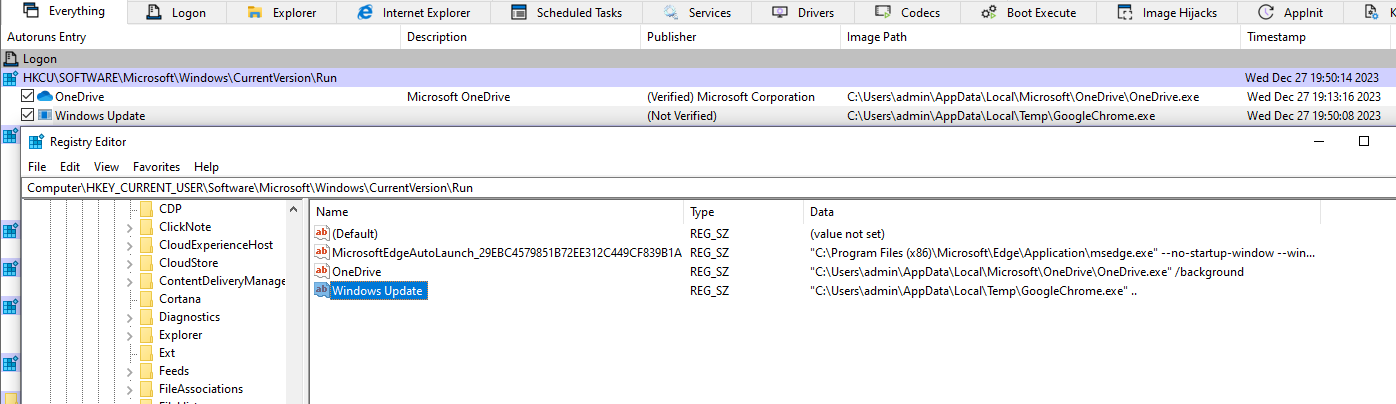 Everything Logon Explorer Internet Explorer Scheduled Tasks Services Drivers Codecs Boot Execute Image Hijacks AppInit
Autoruns Entry Description Publisher Image Path Timestamp
Logon
HKCU\SOFTWARE\Microsoft\Windows\CurrentVersion\Run Wed Dec 27 19:50:14 2023
OneDrive Microsoft OneDrive (Verified) Microsoft Corporation C:\Users\admin\AppData\Local\Microsoft\OneDrive\OneDrive.exe Wed Dec 27 19:13:16 2023
Windows Update (Not Verified) C:\Users\admin\AppData\Local\Temp\GoogleChrome.exe Wed Dec 27 19:50:08 2023
Registry Editor
File Edit View Favorites Help
Computer\HKEY_CURRENT_USER\Software\Microsoft\Windows\CurrentVersion\Run
CDP
ClickNote
CloudExperienceHost
CloudStore
ContentDeliveryManage
Cortana
Diagnostics
Explorer
Ext
Feeds
FileAssociations
Name Type Data
ab (Default) REG_SZ (value not set)
ab MicrosoftEdgeAutoLaunch_29EBC4579851B72EE312C449CF839B1A REG_SZ "C:\Program Files (x86)\Microsoft\Edge\Application\msedge.exe" --no-startup-window --win...
ab OneDrive REG_SZ "C:\Users\admin\AppData\Local\Microsoft\OneDrive\OneDrive.exe" /background
ab Windows Update REG_SZ "C:\Users\admin\AppData\Local\Temp\GoogleChrome.exe" ..